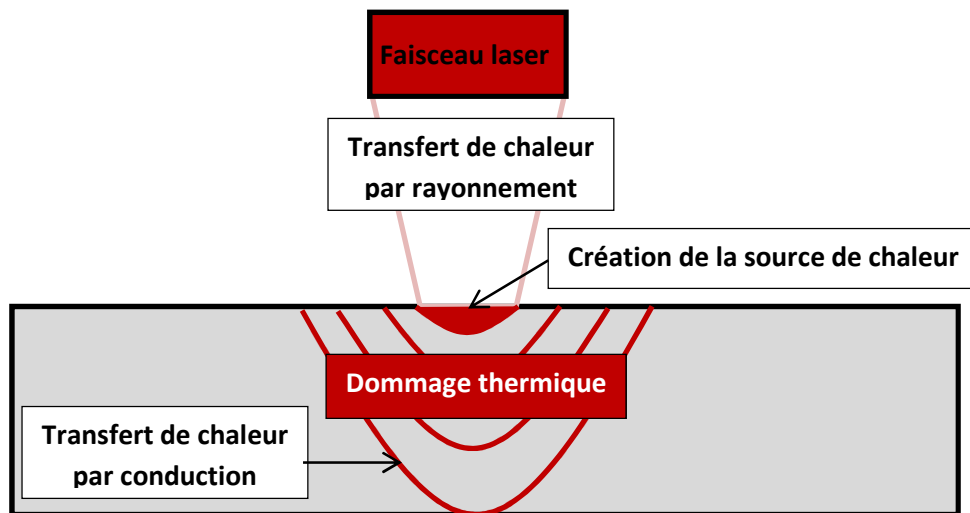 Faisceau laser
Transfert de chaleur
par rayonnement
Création de la source de chaleur
Dommage thermique
Transfert de chaleur
par conduction